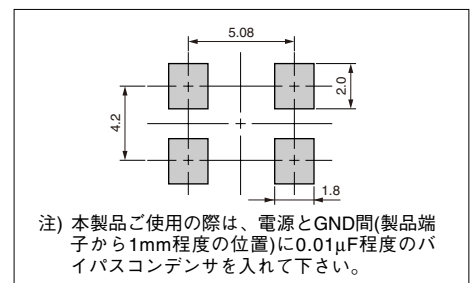 5.08
4.2
2.0
1.8
注) 本製品ご使用の際は、電源とGND間(製品端
子から1mm程度の位置)に0.01μF程度のバ
イパスコンデンサを入れて下さい。